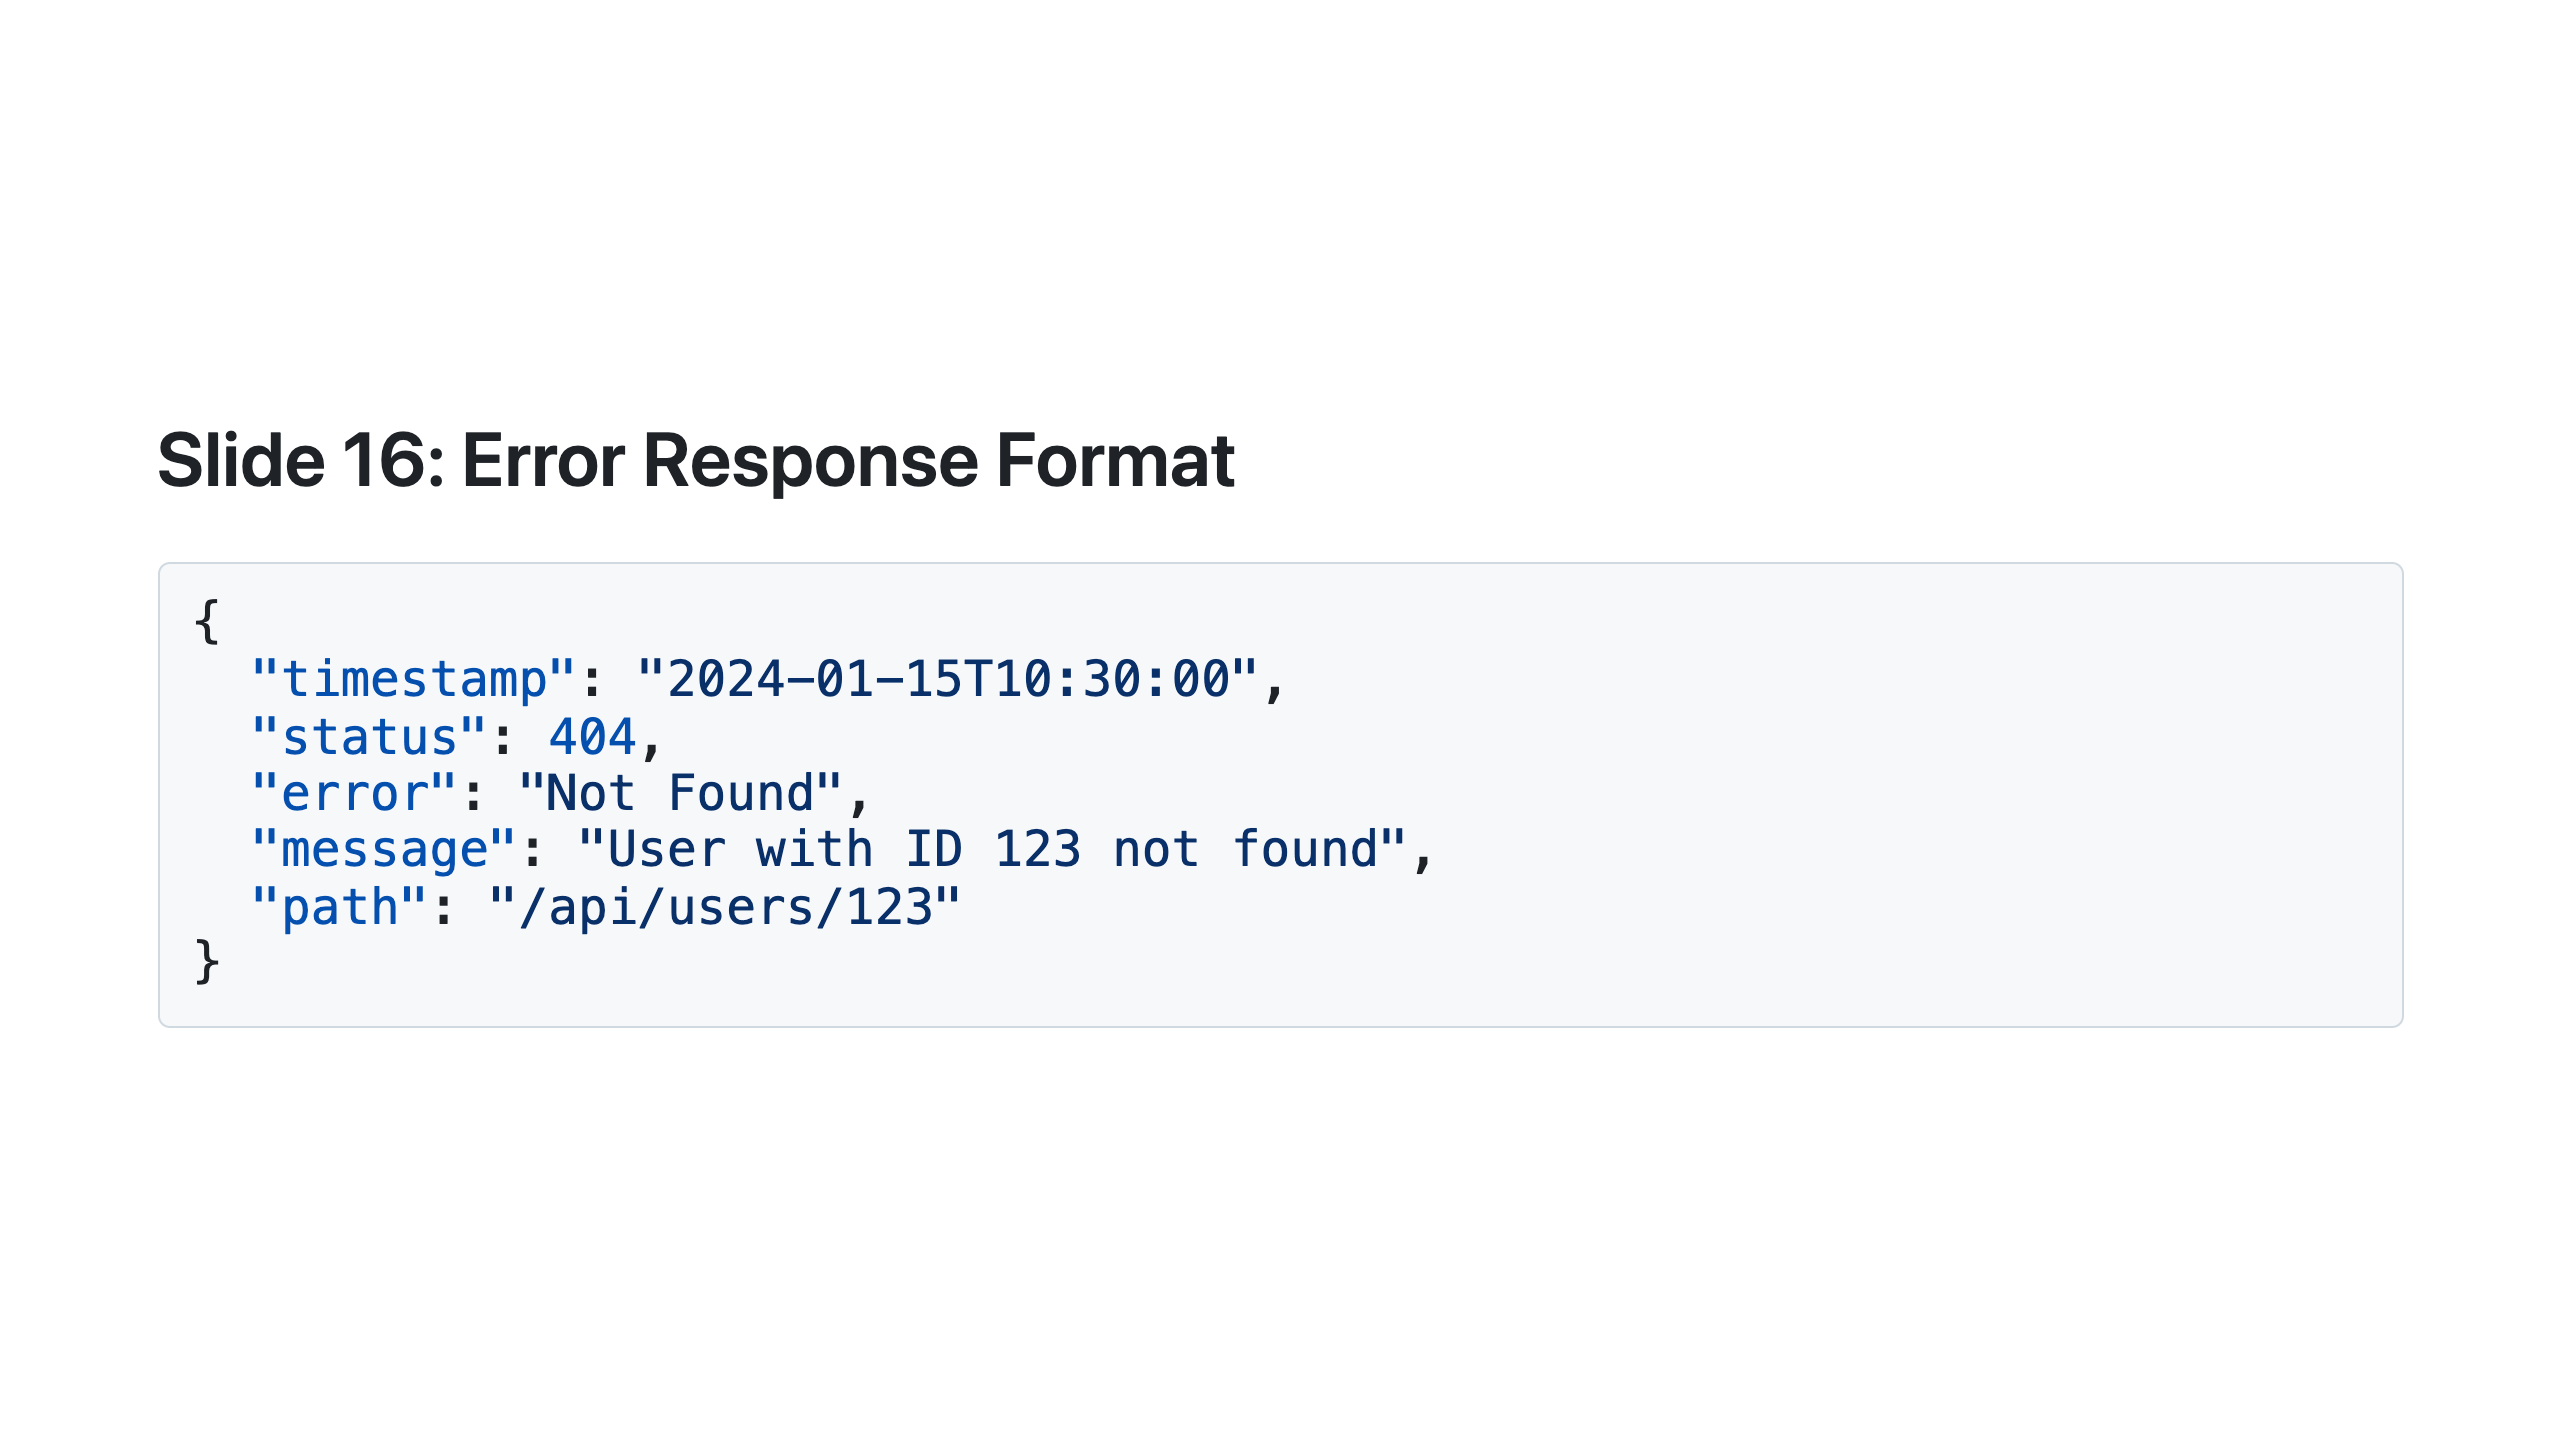 Slide 16: Error Response Format
{
  "timestamp": "2024-01-15T10:30:00",
  "status": 404,
  "error": "Not Found",
  "message": "User with ID 123 not found",
  "path": "/api/users/123"
}